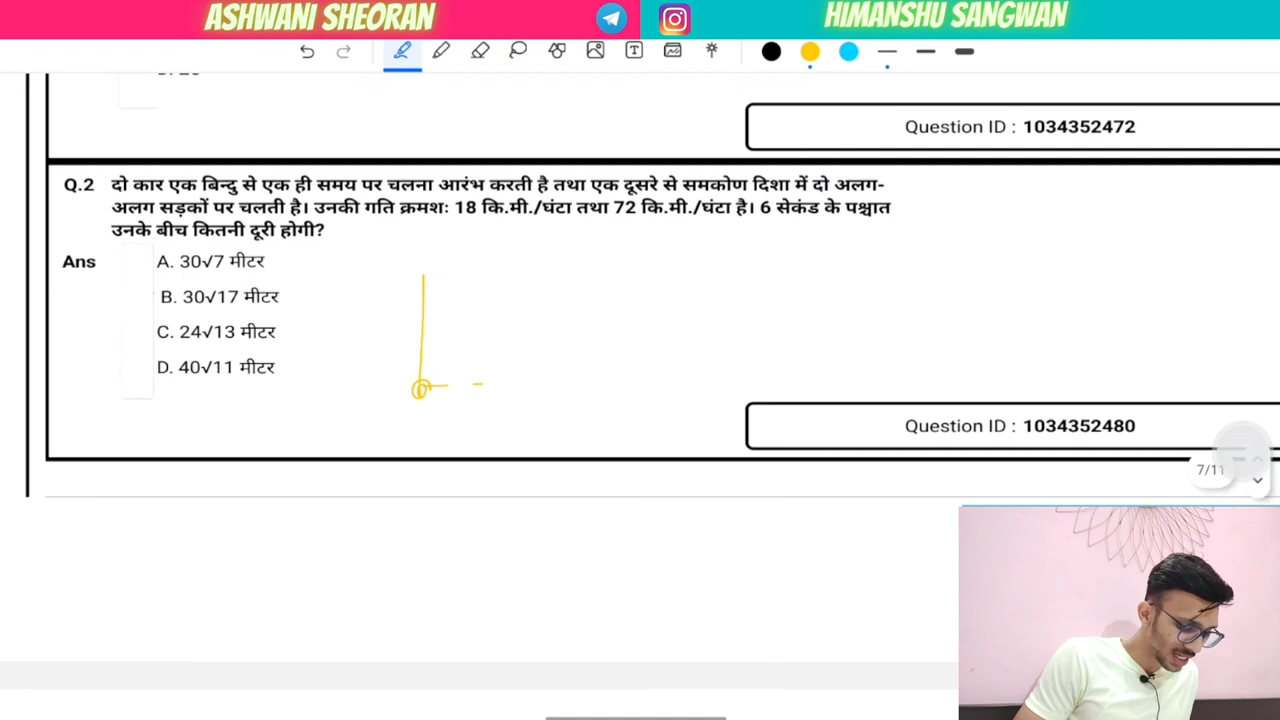 ASHWANI SHEORAN
HIMANSHU SANGWAN
Question ID : 1034352472
Q.2 दो कार एक बिन्दु से एक ही समय पर चलना आरंभ करती है तथा एक दूसरे से समकोण दिशा में दो अलग-
अलग सड़कों पर चलती है। उनकी गति क्रमशः 18 कि.मी./घंटा तथा 72 कि.मी./घंटा है। 6 सेकंड के पश्चात
उनके बीच कितनी दूरी होगी?
Ans A. 30√7 मीटर
B. 30√17 मीटर
C. 24√13 मीटर
D. 40√11 मीटर
Question ID : 1034352480
7/11